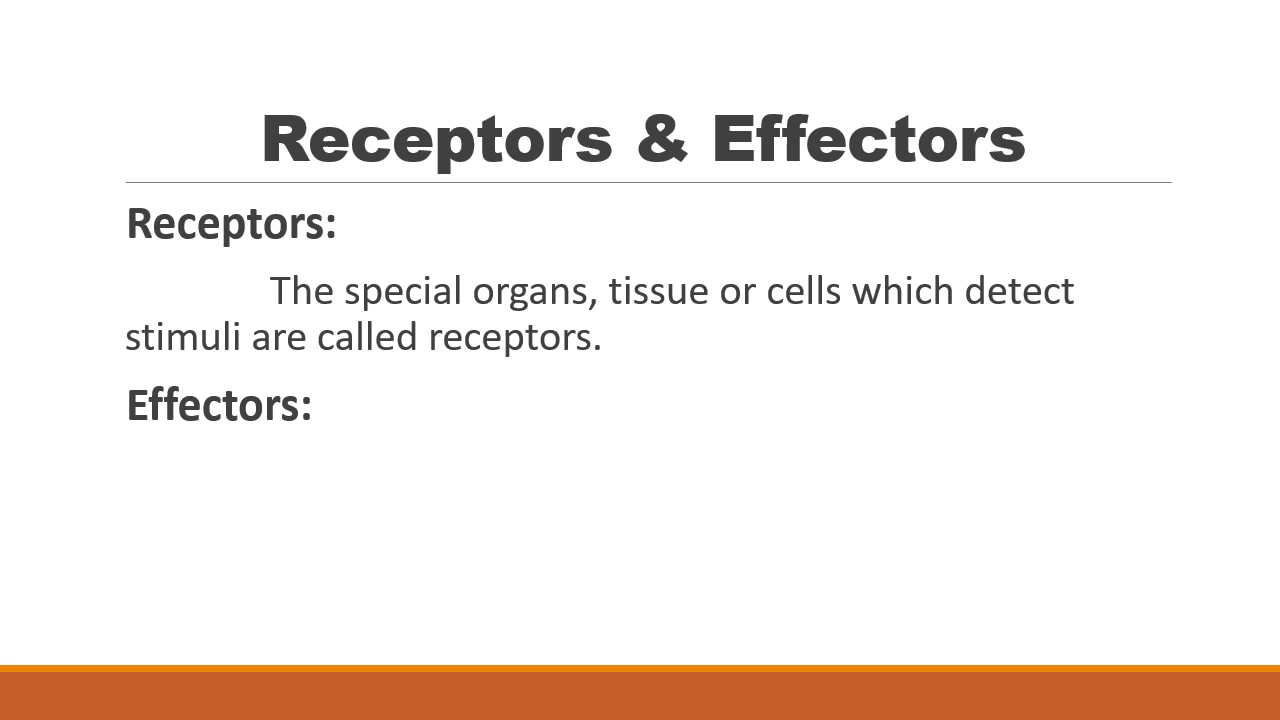 Receptors & Effectors
Receptors:
The special organs, tissue or cells which detect
stimuli are called receptors.
Effectors: